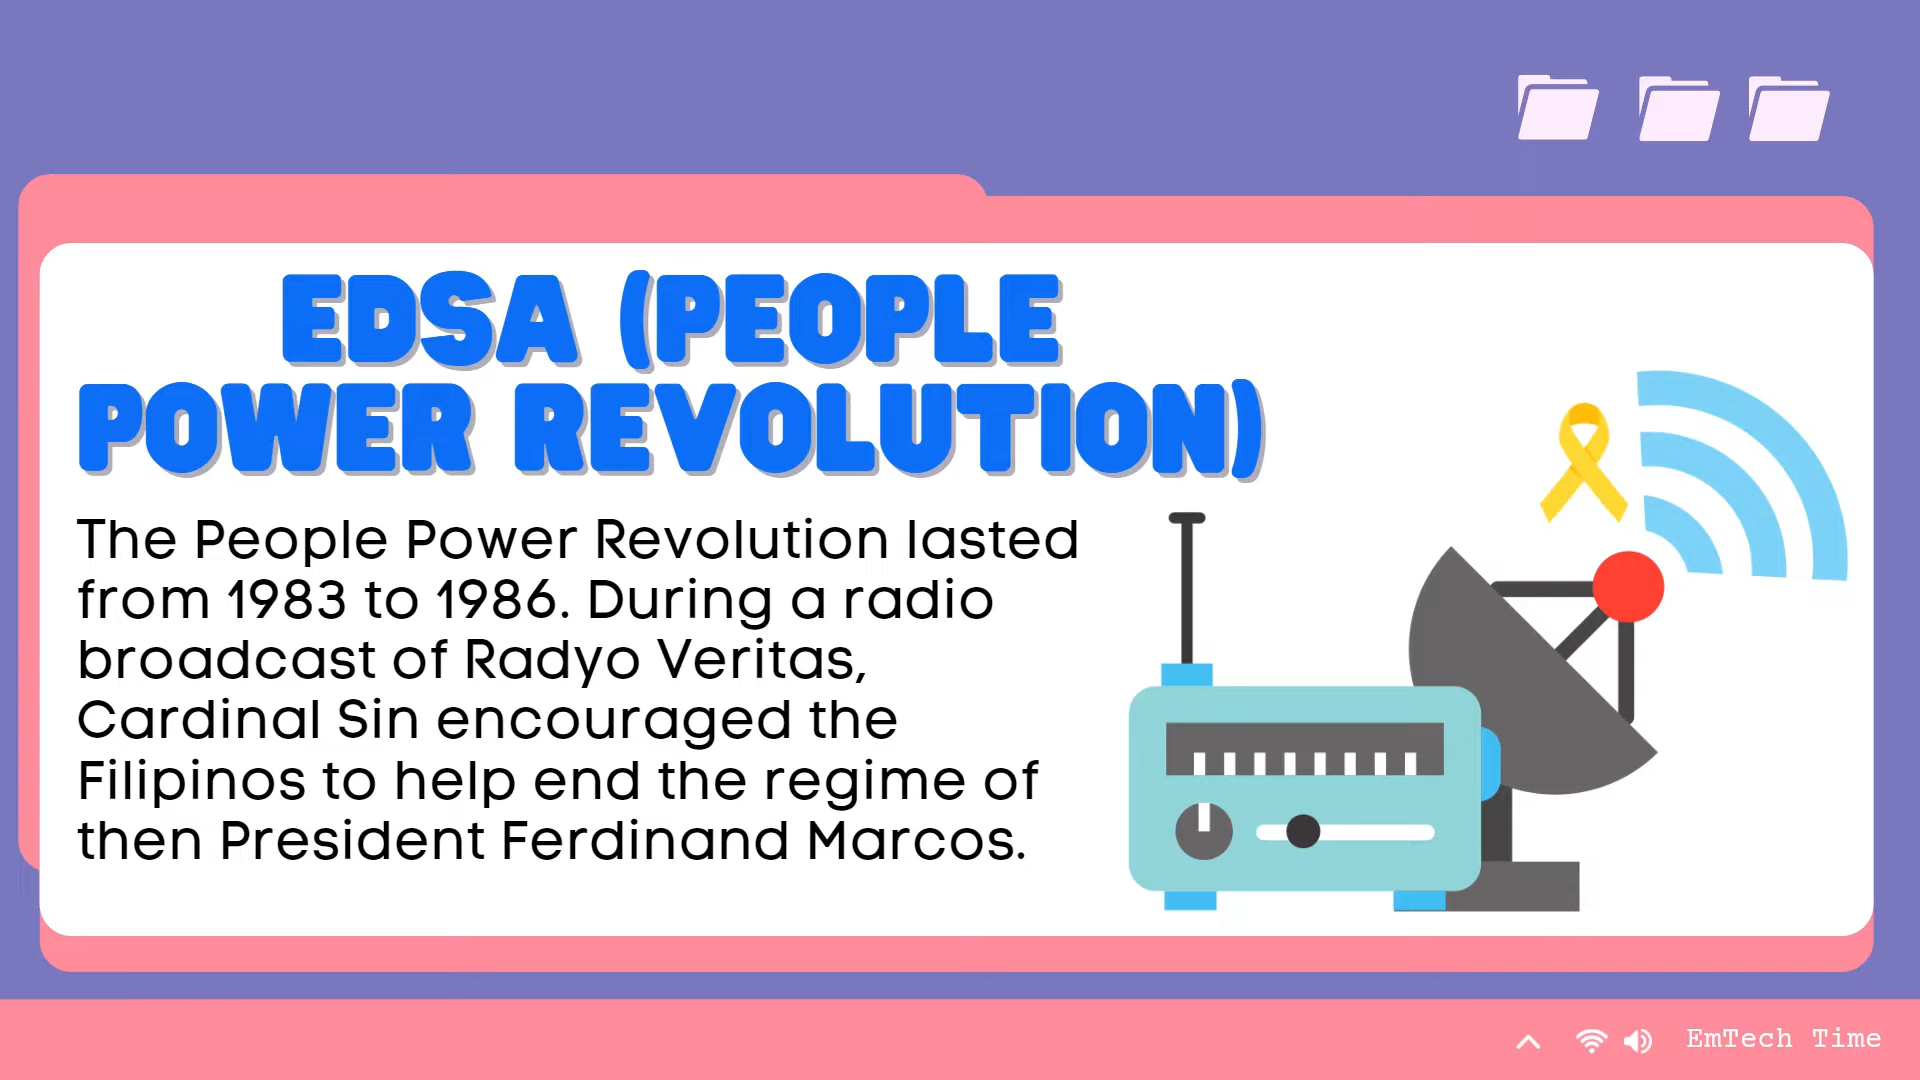 EDSA (PEOPLE
POWER REVOLUTION)
The People Power Revolution lasted
from 1983 to 1986. During a radio
broadcast of Radyo Veritas,
Cardinal Sin encouraged the
Filipinos to help end the regime of
then President Ferdinand Marcos.
EmTech Time